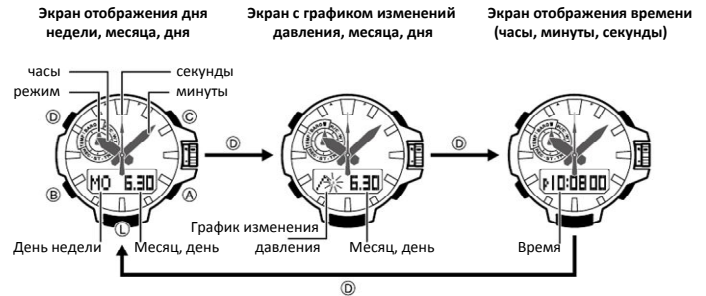 Экран отображения дня
недели, месяца, дня
Экран с графиком изменений
давления, месяца, дня
Экран отображения времени
(часы, минуты, секунды)
часы
режим
секунды
минуты
D
C
B
A
L
MO 6.30
День недели
Месяц, день
D
6.30
График изменения
давления
Месяц, день
D
P10:08 00
Время
D